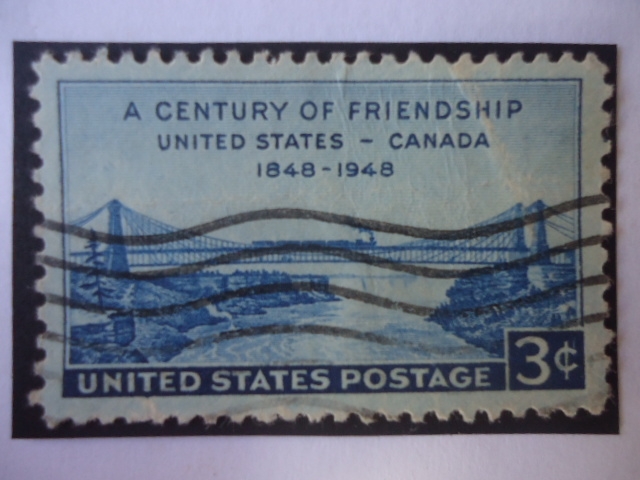 A CENTURY OF FRIENDSHIP
UNITED STATES - CANADA
1848-1948
UNITED STATES POSTAGE 3¢